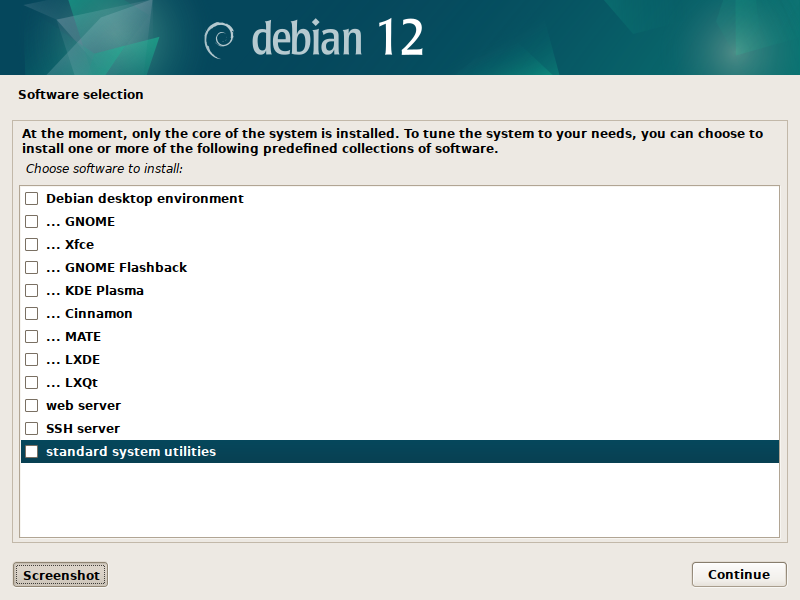 debian 12
Software selection
At the moment, only the core of the system is installed. To tune the system to your needs, you can choose to
install one or more of the following predefined collections of software.
Choose software to install:
Debian desktop environment
... GNOME
... Xfce
... GNOME Flashback
... KDE Plasma
... Cinnamon
... MATE
... LXDE
... LXQt
web server
SSH server
standard system utilities
Screenshot
Continue